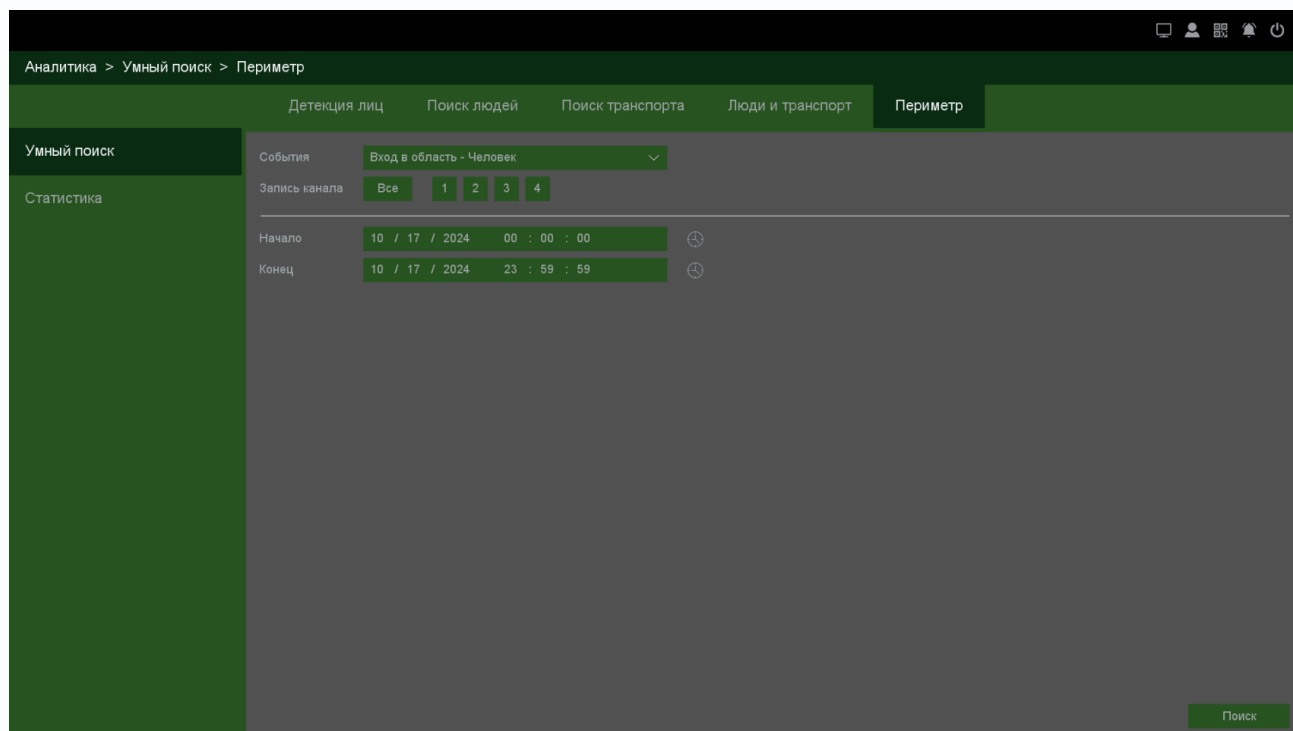 Аналитика > Умный поиск > Периметр
Детекция лиц Поиск людей Поиск транспорта Люди и транспорт Периметр
Умный поиск
Статистика
События Вход в область - Человек
Запись канала Все 1 2 3 4
Начало 10 / 17 / 2024 00 : 00 : 00
Конец 10 / 17 / 2024 23 : 59 : 59
Поиск